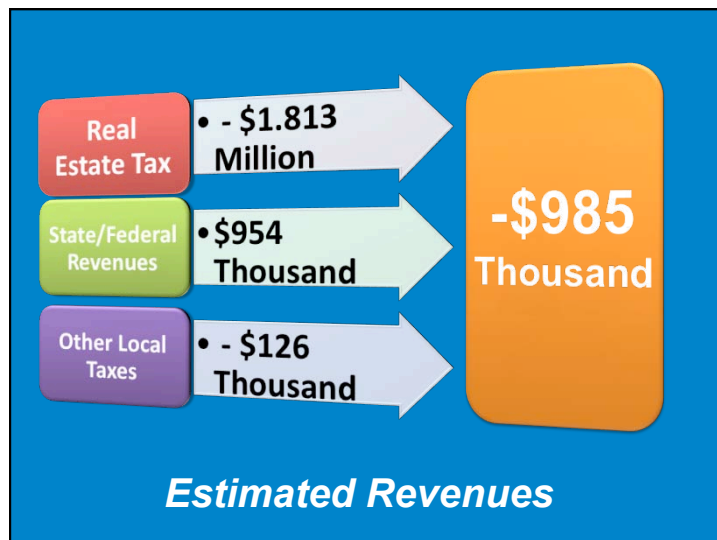 Real
Estate Tax
• - $1.813
Million
State/Federal
Revenues
• $954
Thousand
Other Local
Taxes
• - $126
Thousand
-$985
Thousand
Estimated Revenues